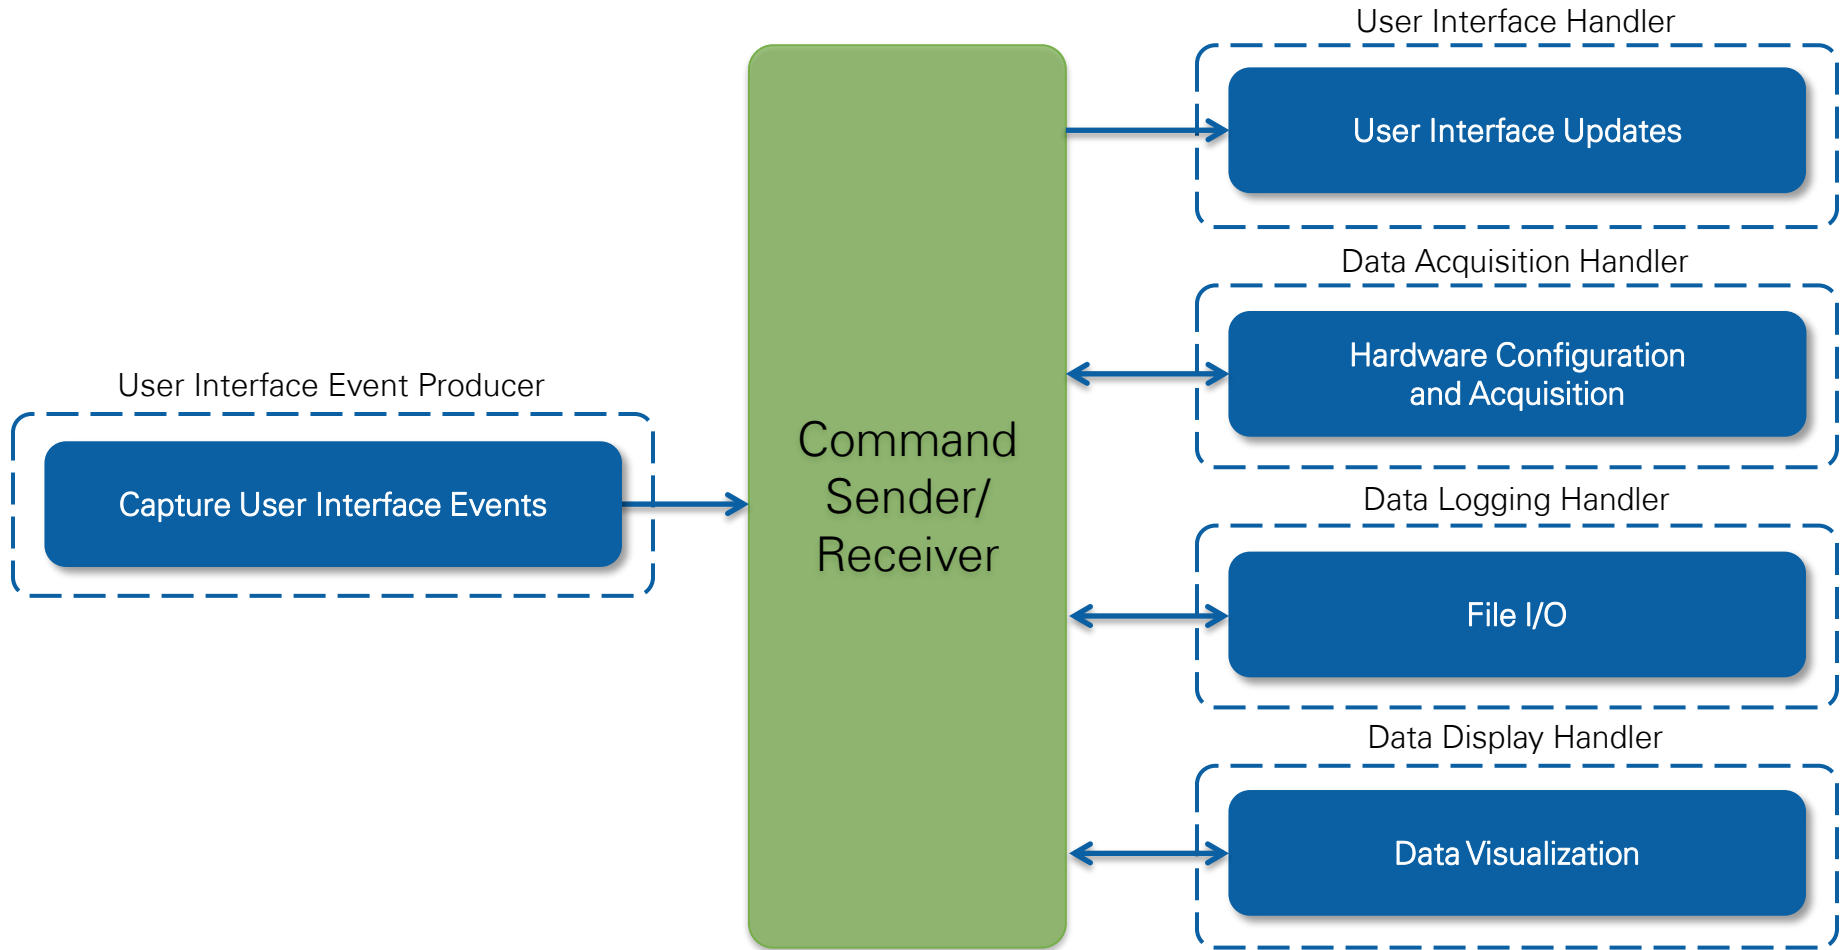 User Interface Handler
User Interface Updates
Data Acquisition Handler
Hardware Configuration
and Acquisition
User Interface Event Producer
Capture User Interface Events
Command
Sender/
Receiver
Data Logging Handler
File I/O
Data Display Handler
Data Visualization